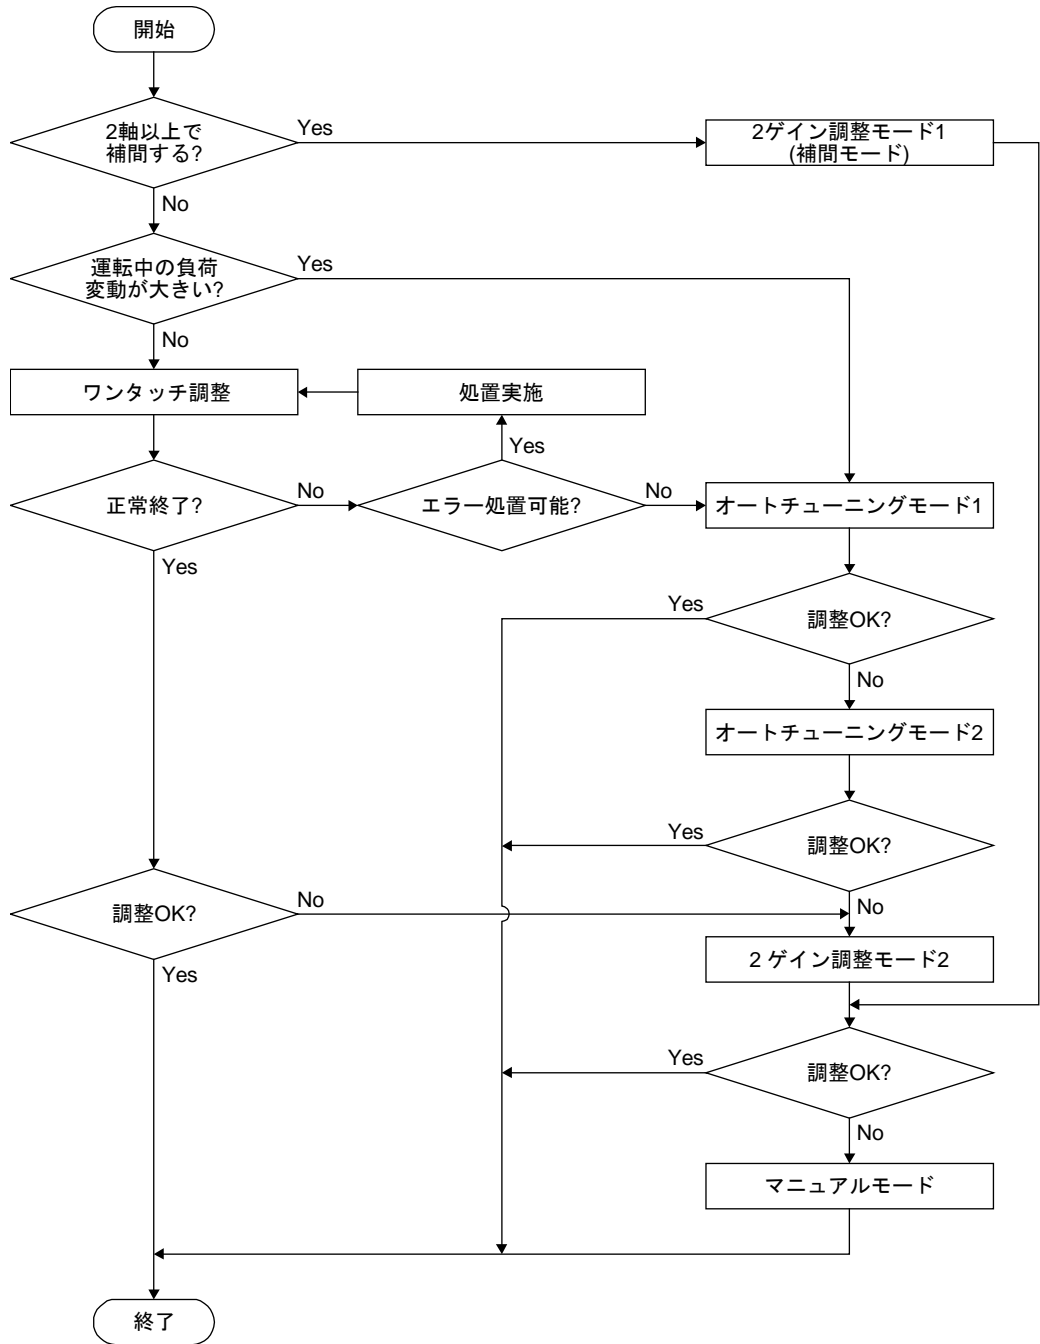 開始
2軸以上で
補間する?
Yes
2ゲイン調整モード1
(補間モード)
No
運転中の負荷
変動が大きい?
Yes
No
ワンタッチ調整
処置実施
Yes
正常終了?
No
エラー処置可能?
No
オートチューニングモード1
Yes
Yes
調整OK?
No
オートチューニングモード2
Yes
調整OK?
調整OK?
No
No
2 ゲイン調整モード2
Yes
Yes
調整OK?
No
マニュアルモード
終了